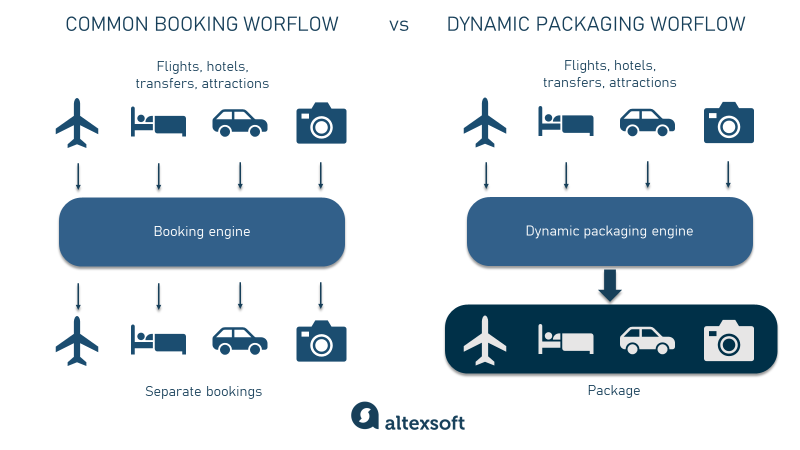 COMMON BOOKING WORFLOW vs DYNAMIC PACKAGING WORFLOW
Flights, hotels,
transfers, attractions
Flights, hotels,
transfers, attractions
Booking engine
Dynamic packaging engine
Separate bookings
Package
altexsoft